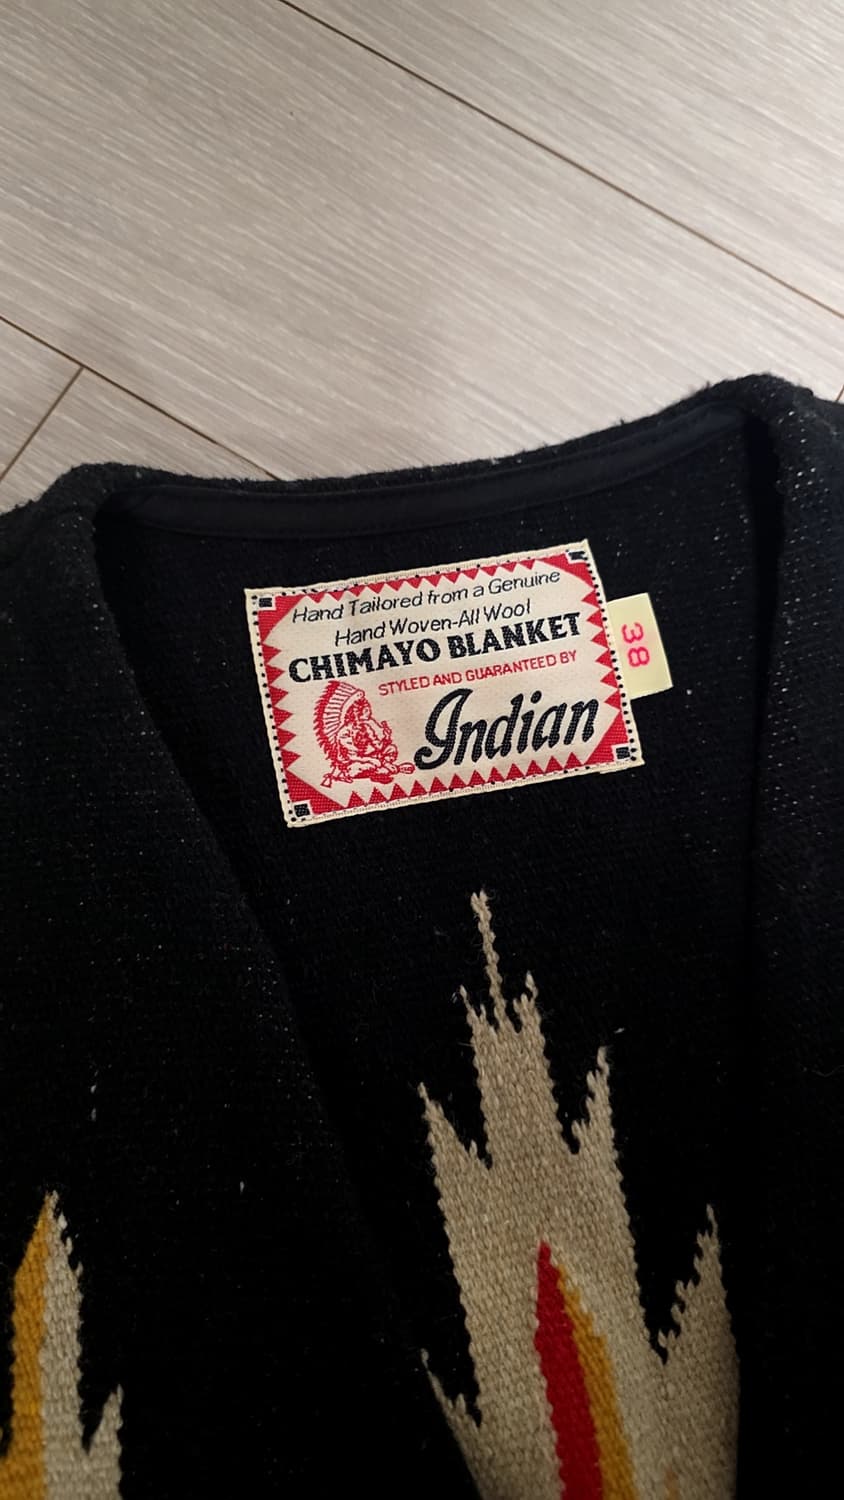 Hand Tailored from a Genuine
Hand Woven-All Wool
CHIMAYO BLANKET
STYLED AND GUARANTEED BY
Indian
38